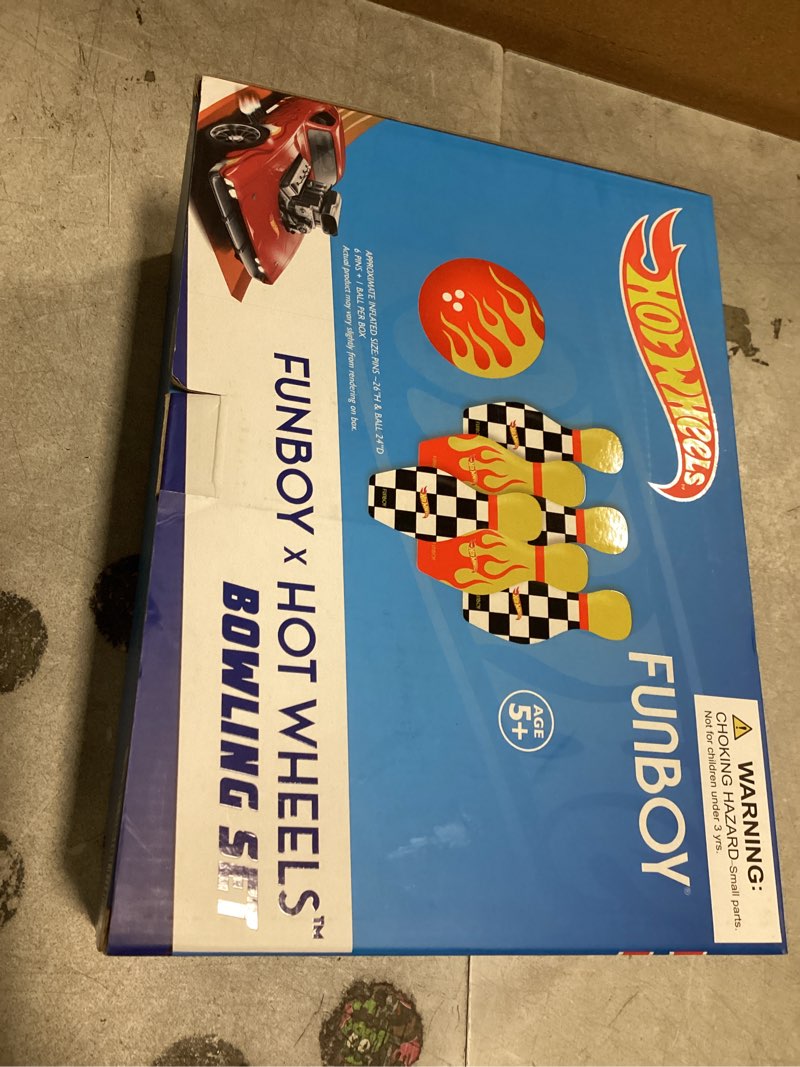 Hot Wheels™
FUNBOY®
WARNING:
CHOKING HAZARD-Small parts.
Not for children under 3 yrs.
AGE
5+
APPROXIMATE INFLATED SIZE: PINS ~26"H & BALL 24"D
6 PINS + 1 BALL PER BOX
Actual product may vary slightly from rendering on box.
FUNBOY x HOT WHEELS™
BOWLING SET